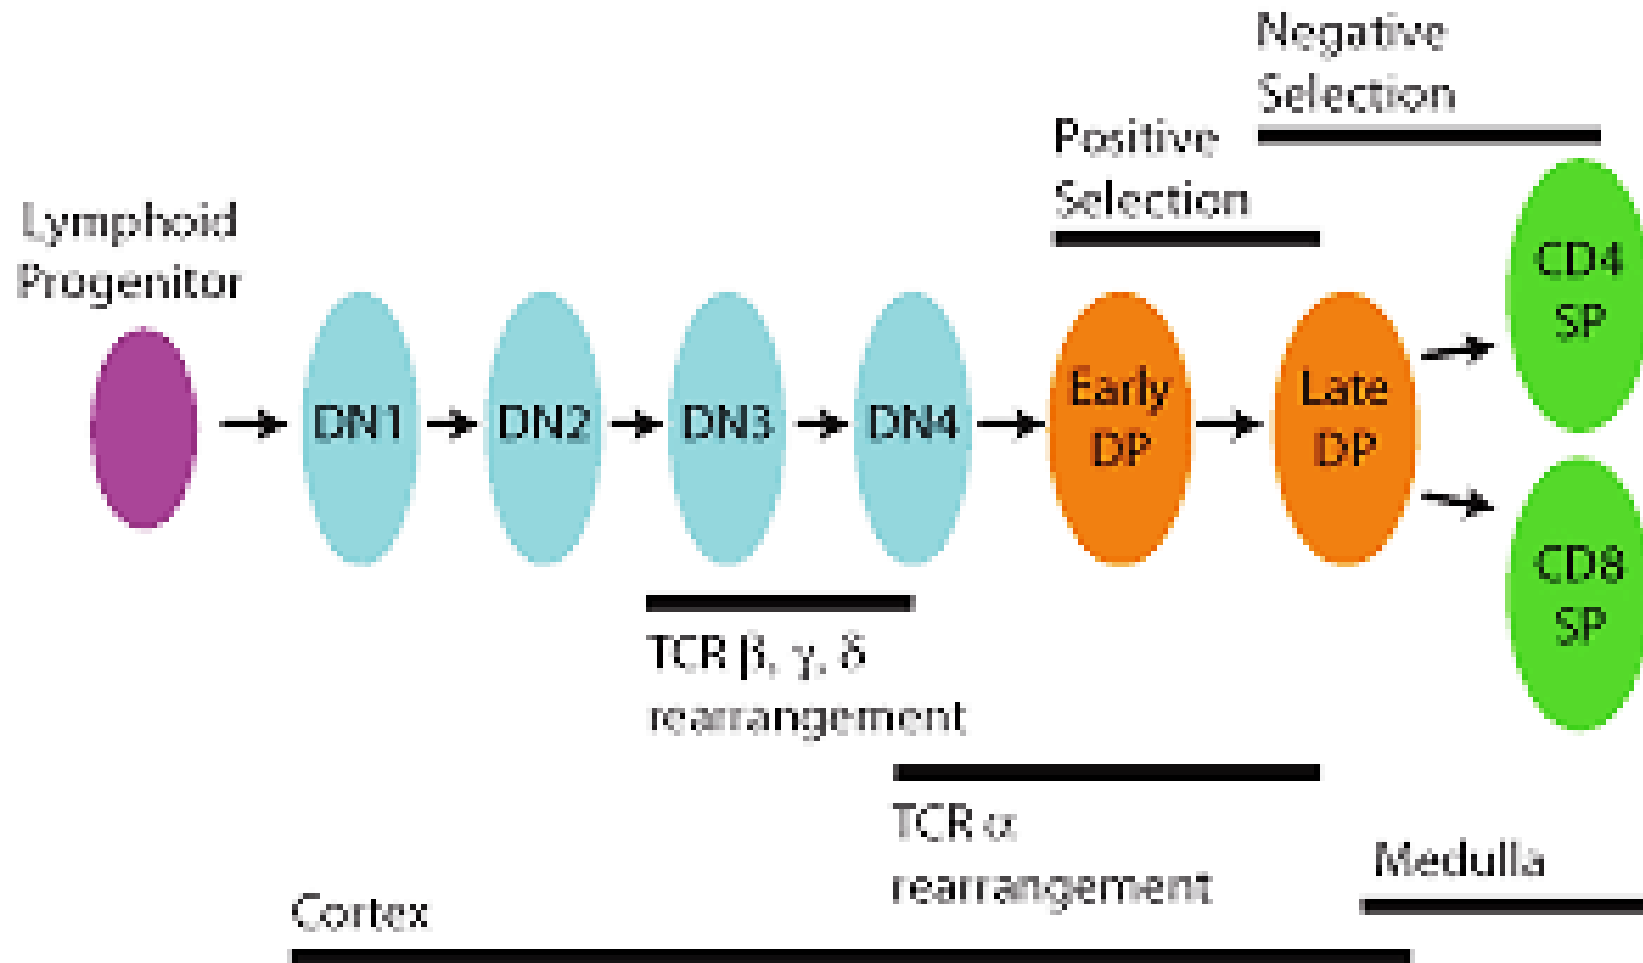 Negative
Selection
Positive
Selection
Lymphoid
Progenitor
CD4
SP
DN1
DN2
DN3
DN4
Early
DP
Late
DP
CD8
SP
TCR β, γ, δ
rearrangement
TCR α
rearrangement
Medulla
Cortex